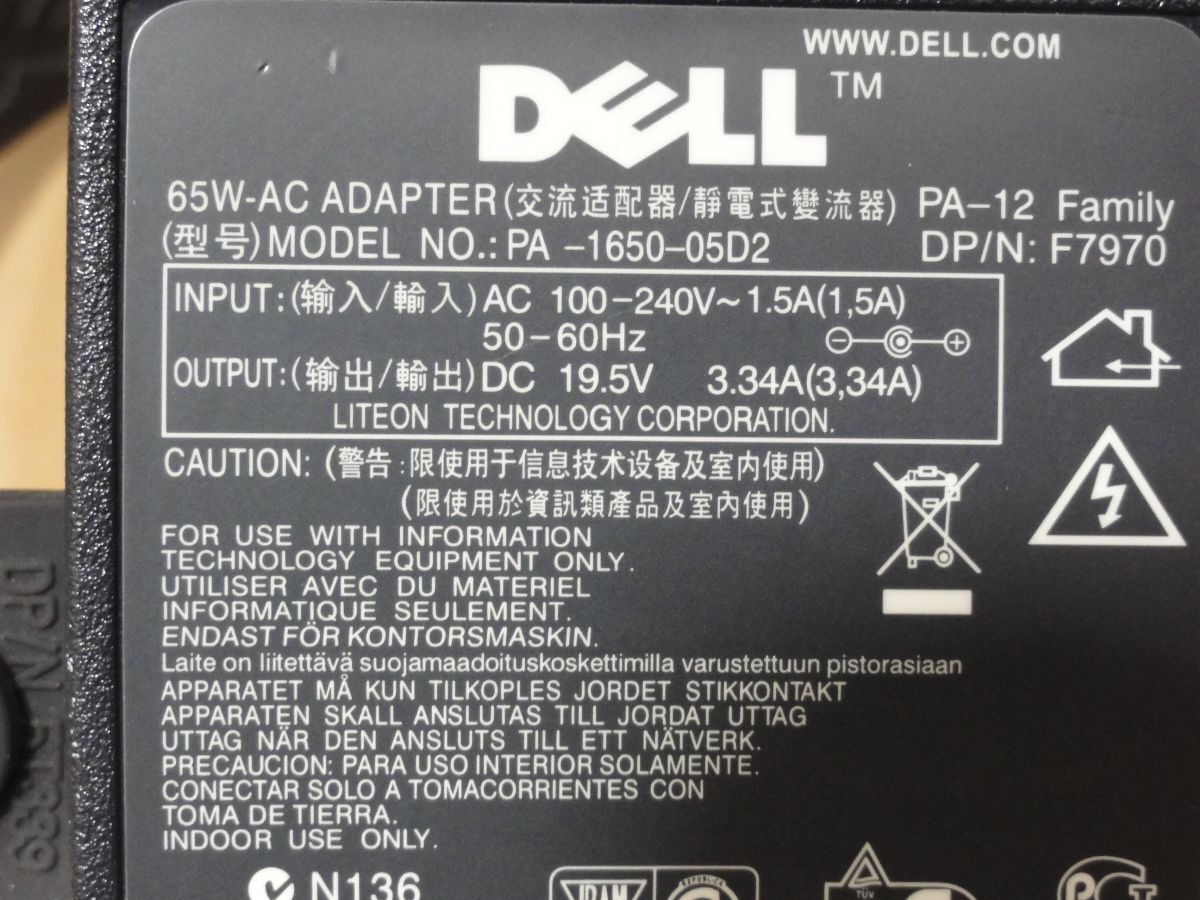 WWW.DELL.COM
DELL™
65W-AC ADAPTER(交流适配器/靜電式變流器) PA-12 Family
(型号)MODEL NO.: PA -1650-05D2 DP/N: F7970
INPUT:(输入/輸入)AC 100-240V~1.5A(1,5A)
50-60Hz
OUTPUT:(输出/輸出)DC 19.5V 3.34A(3,34A)
LITEON TECHNOLOGY CORPORATION.
CAUTION: (警告:限使用于信息技术设备及室内使用)
(限使用於資訊類產品及室內使用)
FOR USE WITH INFORMATION
TECHNOLOGY EQUIPMENT ONLY.
UTILISER AVEC DU MATERIEL
INFORMATIQUE SEULEMENT.
ENDAST FÖR KONTORSMASKIN.
Laite on liitettävä suojamaadoituskoskettimilla varustettuun pistorasiaan
APPARATET MÅ KUN TILKOPLES JORDET STIKKONTAKT
APPARATEN SKALL ANSLUTAS TILL JORDAT UTTAG
UTTAG NÄR DEN ANSLUTS TILL ETT NÄTVERK.
PRECAUCION: PARA USO INTERIOR SOLAMENTE.
CONECTAR SOLO A TOMACORRIENTES CON
TOMA DE TIERRA.
INDOOR USE ONLY.
N136
IRAM
TÜV
DP/N